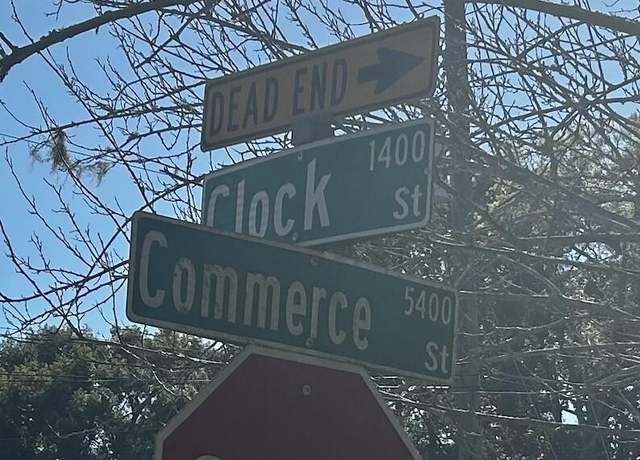 DEAD END
Clock St 1400
Commerce St 5400